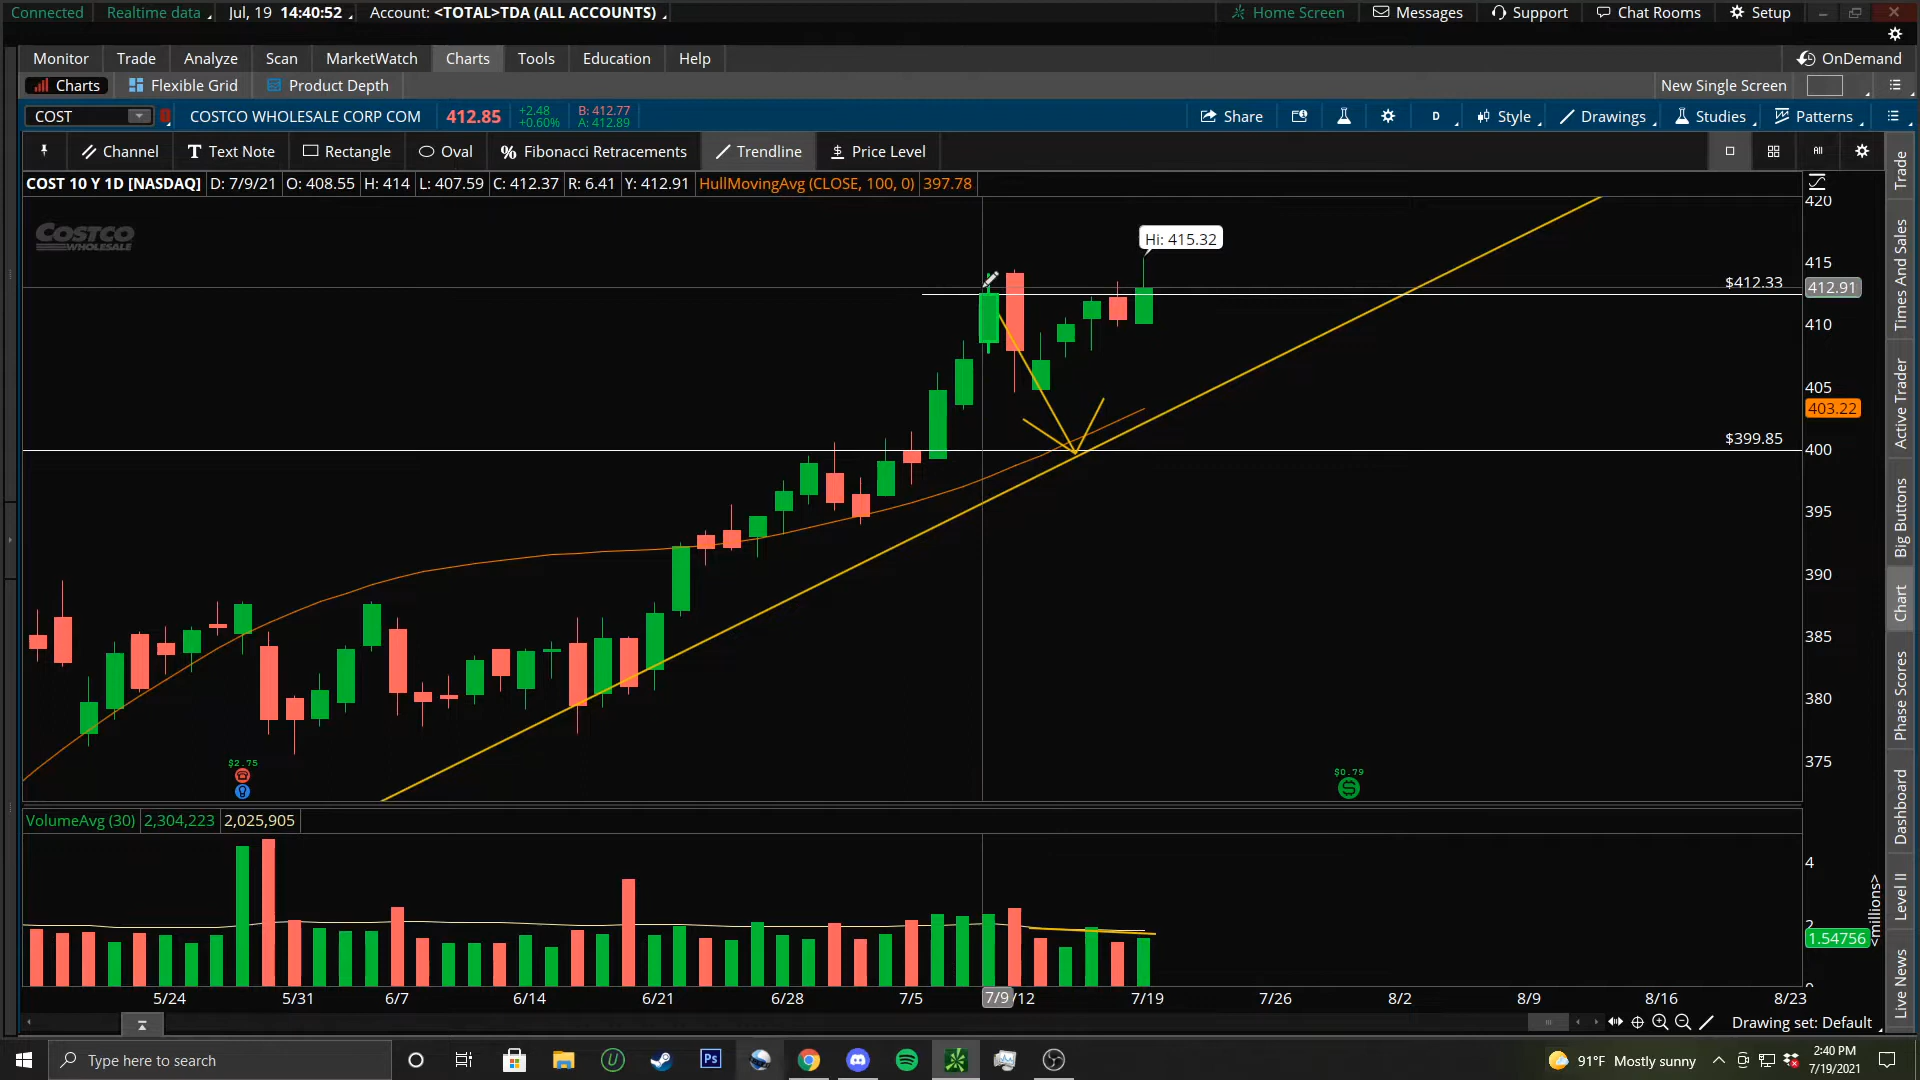 Connected Realtime data Jul, 19 14:40:52 Account: <TOTAL>TDA (ALL ACCOUNTS) Home Screen Messages Support Chat Rooms Setup
Monitor Trade Analyze Scan MarketWatch Charts Tools Education Help OnDemand
Charts Flexible Grid Product Depth New Single Screen
COST COSTCO WHOLESALE CORP COM 412.85 +2.48 +0.60% B: 412.77 A: 412.89 Share D Style Drawings Studies Patterns
Channel Text Note Rectangle Oval Fibonacci Retracements Trendline Price Level All
COST 10 Y 1D [NASDAQ] D: 7/9/21 O: 408.55 H: 414 L: 407.59 C: 412.37 R: 6.41 Y: 412.91 HullMovingAvg (CLOSE, 100, 0) 397.78
420
Costco
WHOLESALE
Hi: 415.32
415
$412.33
412.91
410
405
403.22
$399.85
400
395
390
385
380
375
$2.75
$0.79
VolumeAvg (30) 2,304,223 2,025,905
4
2
1.54756
<millions>
5/24 5/31 6/7 6/14 6/21 6/28 7/5 7/9 /12 7/19 7/26 8/2 8/9 8/16 8/23
Drawing set: Default
Trade
Times And Sales
Active Trader
Big Buttons
Chart
Phase Scores
Dashboard
Level II
Live News
Type here to search
Ps
91°F Mostly sunny
2:40 PM
7/19/2021